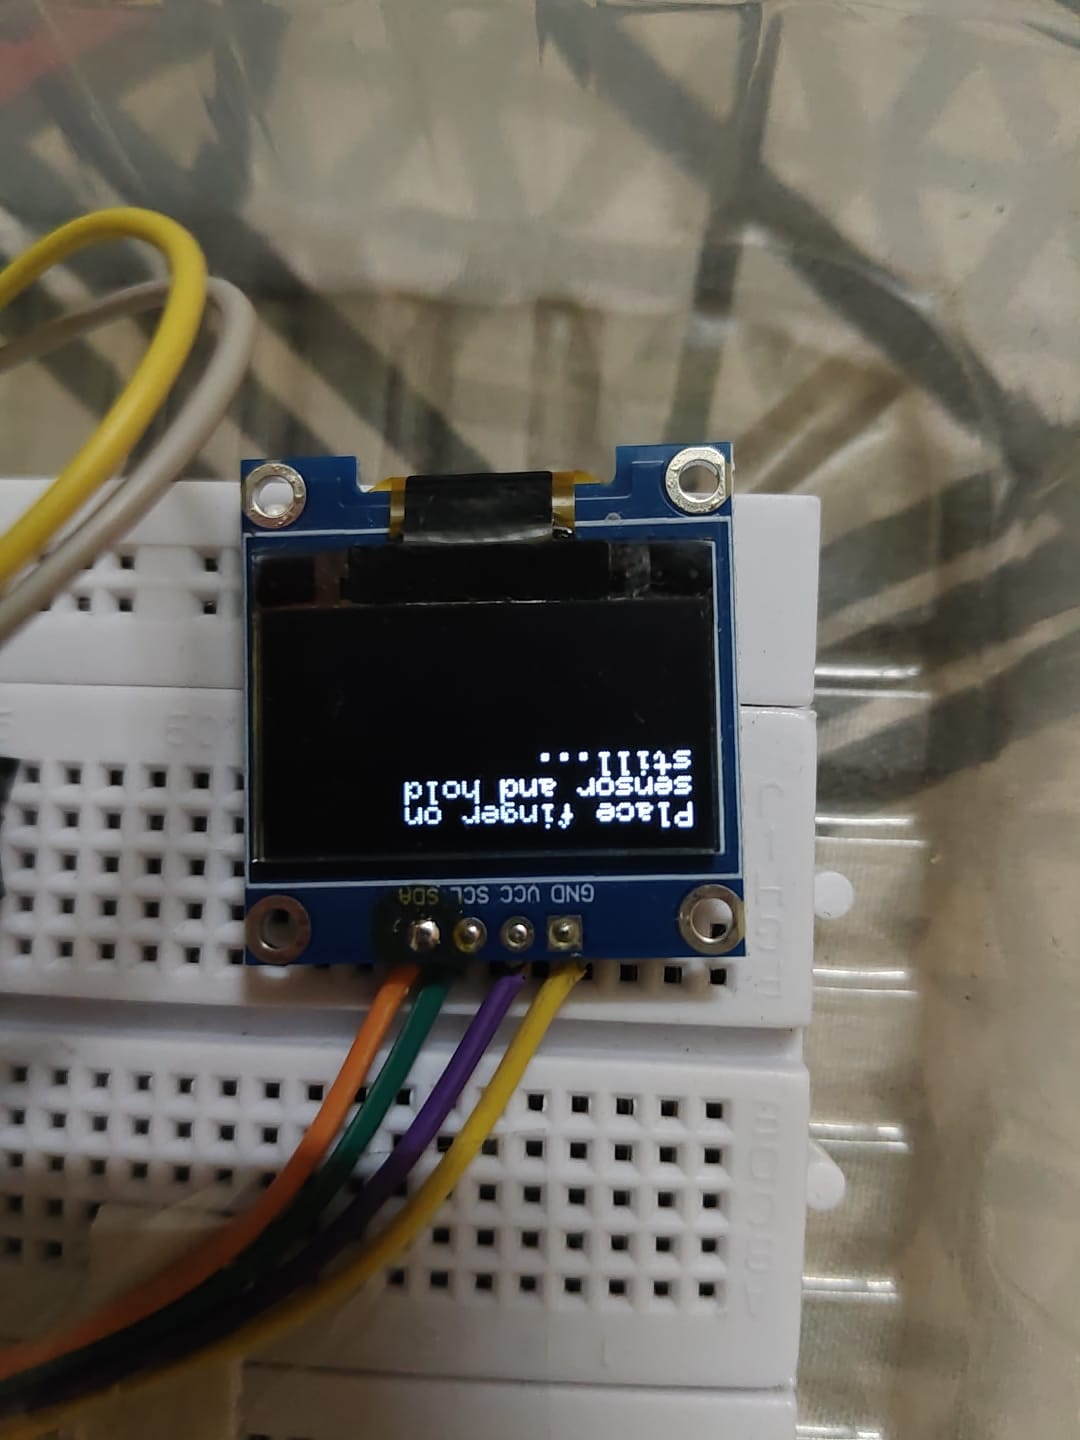 Place finger on
sensor and hold
still...
GND VCC SCL SDA